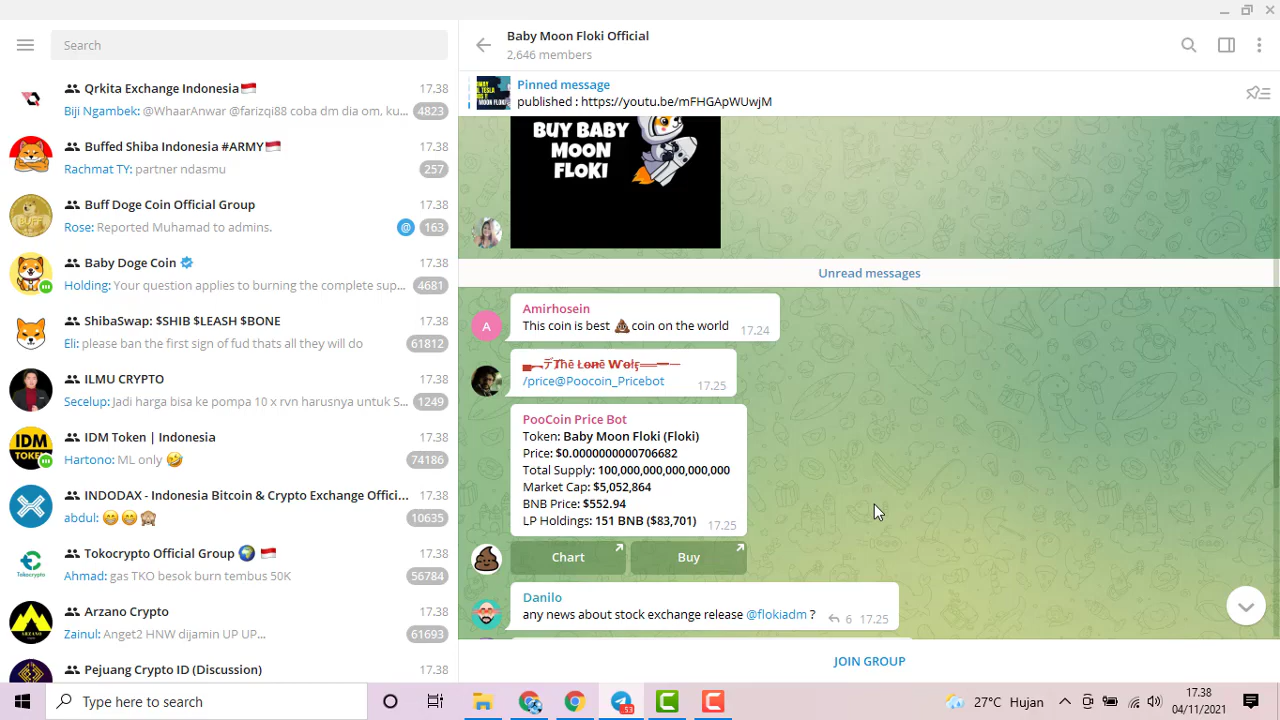 Search
Qrkita Exchange Indonesia🇮🇩 17.38
Biji Ngambek: @WhaarAnwar @farizqi88 coba dm dia om, ku... 4823
Buffed Shiba Indonesia #ARMY🇮🇩 17.38
Rachmat TY: partner ndasmu 257
Buff Doge Coin Official Group 17.38
Rose: Reported Muhamad to admins. @ 163
Baby Doge Coin 17.38
Holding: Your question applies to burning the complete sup... 4681
ShibaSwap: $SHIB $LEASH $BONE 17.38
Eli: please ban the first sign of fud thats all they will do 61812
ILMU CRYPTO 17.38
Secelup: Jadi harga bisa ke pompa 10 x rvn harusnya untuk S... 1249
IDM TOKEN
IDM Token | Indonesia 17.38
Hartono: ML only 🤣 74186
INDODAX - Indonesia Bitcoin & Crypto Exchange Offici... 17.38
abdul: 😁😁🙈 10635
Tokocrypto
Tokocrypto Official Group 🌍 🇮🇩 17.38
Ahmad: gas TKO besok burn tembus 50K 56784
ARZANO
Arzano Crypto 17.38
Zainul: Anget2 HNW dijamin UP UP... 61693
Pejuang Crypto ID (Discussion) 17.38
Baby Moon Floki Official
2,646 members
Pinned message
published : https://youtu.be/mFHGApWUwjM
BUY BABY
MOON
FLOKI
Unread messages
A
Amirhosein
This coin is best 💩coin on the world 17.24
/price@Poocoin_Pricebot 17.25
PooCoin Price Bot
Token: Baby Moon Floki (Floki)
Price: $0.0000000000706682
Total Supply: 100,000,000,000,000,000
Market Cap: $5,052,864
BNB Price: $552.94
LP Holdings: 151 BNB ($83,701) 17.25
Chart Buy
Danilo
any news about stock exchange release @flokiadm ? 6 17.25
JOIN GROUP
Type here to search
53
27°C Hujan
17.38
04/11/2021